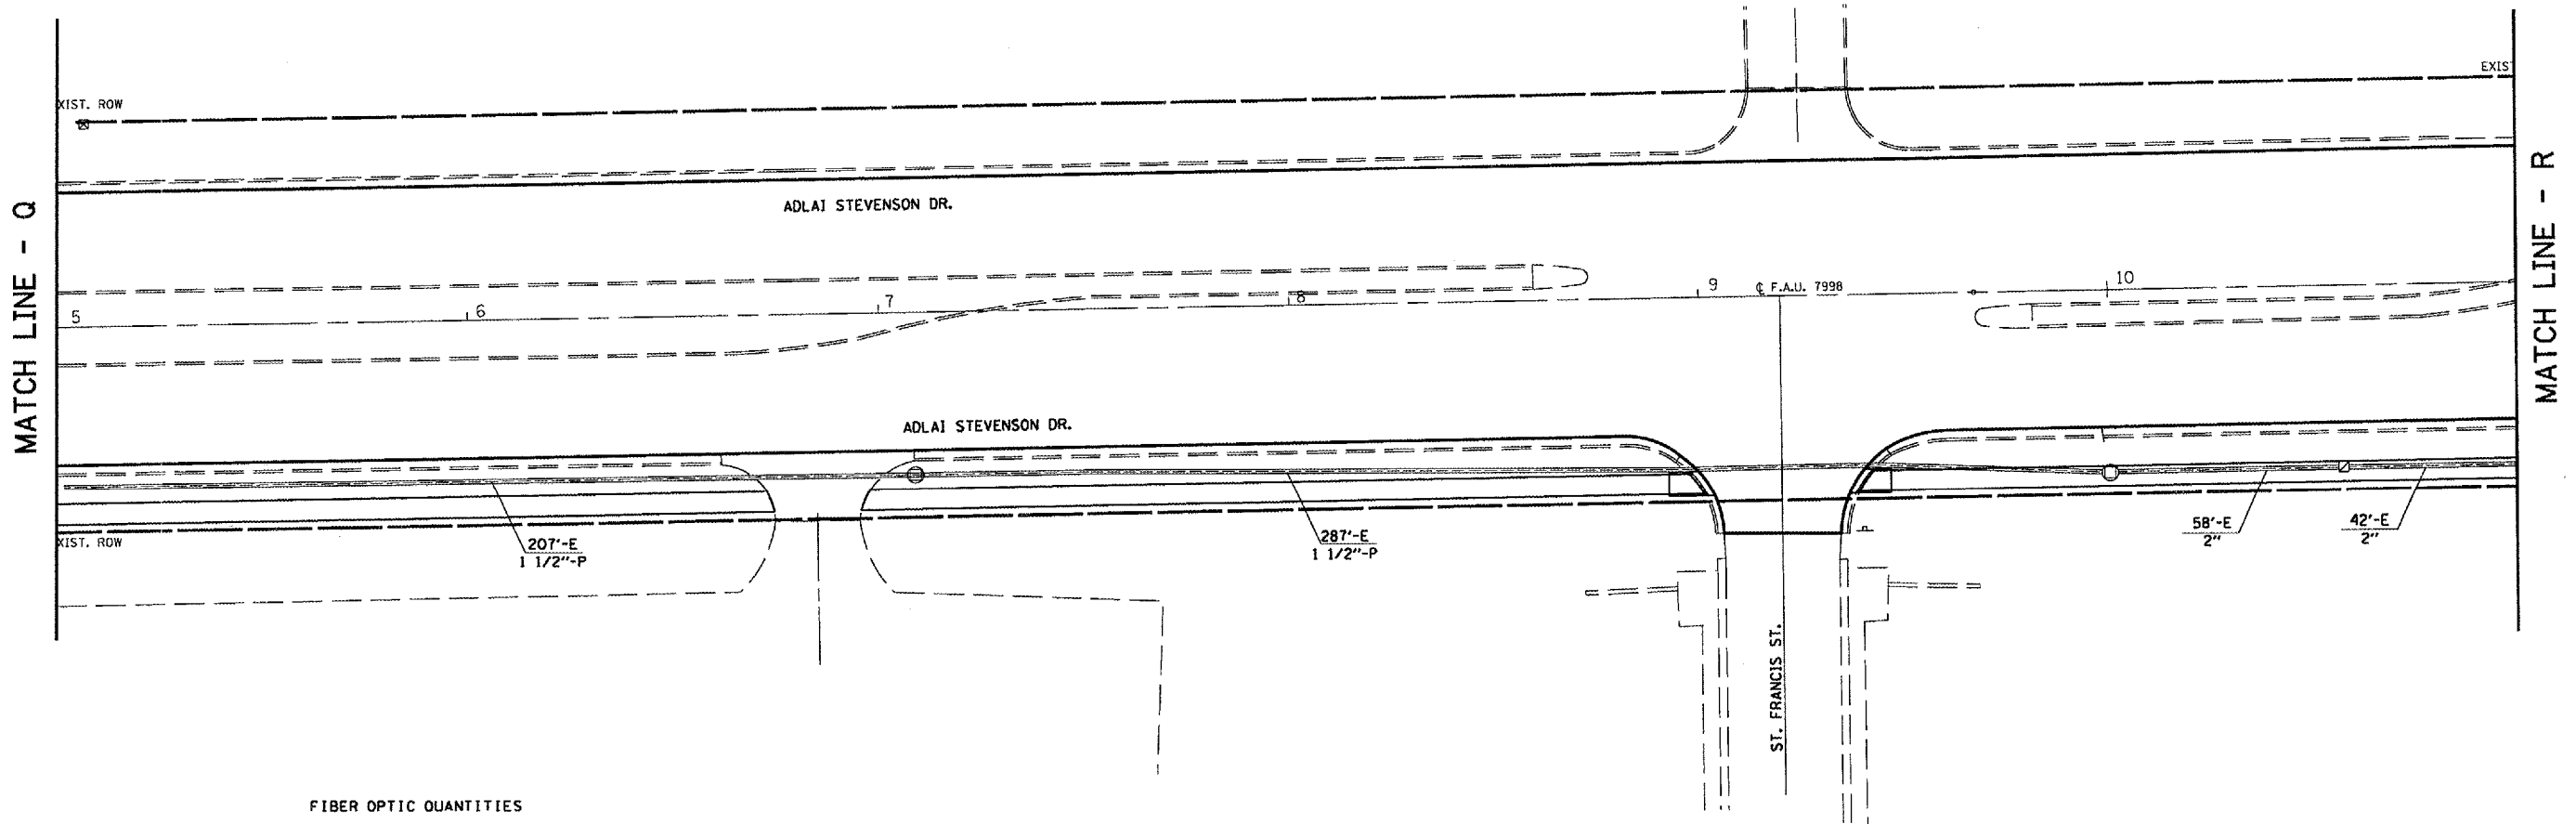 XIST. ROW
EXIS
MATCH LINE - Q
MATCH LINE - R
ADLAI STEVENSON DR.
5
6
7
8
9
℄ F.A.U. 7998
10
ADLAI STEVENSON DR.
XIST. ROW
207'-E
1 1/2"-P
287'-E
1 1/2"-P
58'-E
2"
42'-E
2"
ST. FRANCIS ST.
FIBER OPTIC QUANTITIES